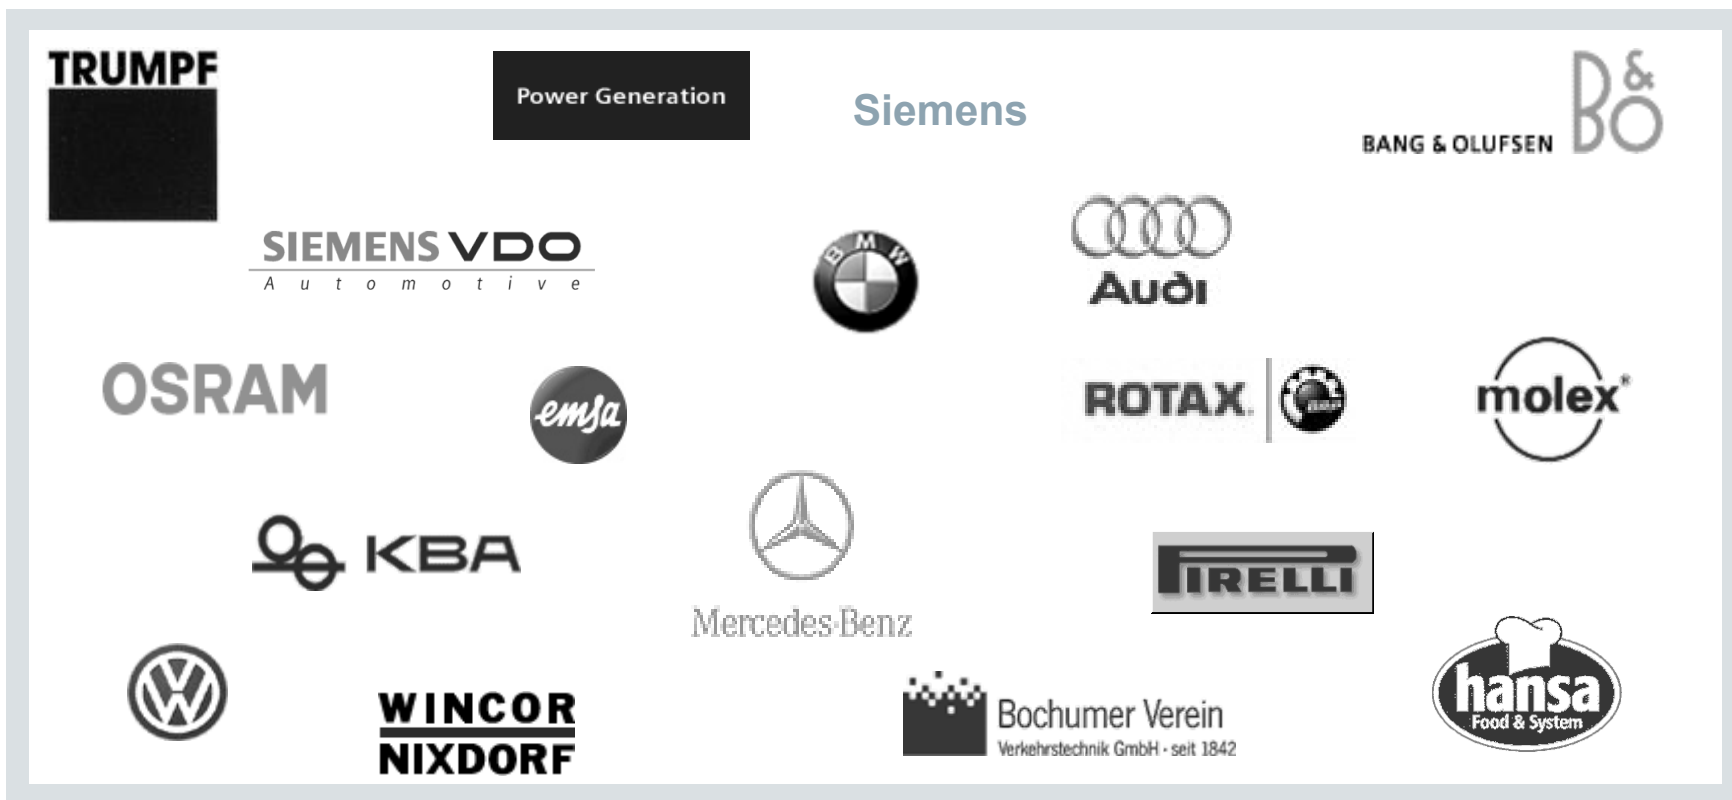 TRUMPF
Power Generation
Siemens
B&O
BANG & OLUFSEN
SIEMENS VDO
Automotive
BMW
Audi
OSRAM
emsa
ROTAX
molex®
KBA
Mercedes-Benz
PIRELLI
VW
WINCOR
NIXDORF
Bochumer Verein
Verkehrstechnik GmbH · seit 1842
hansa
Food & System